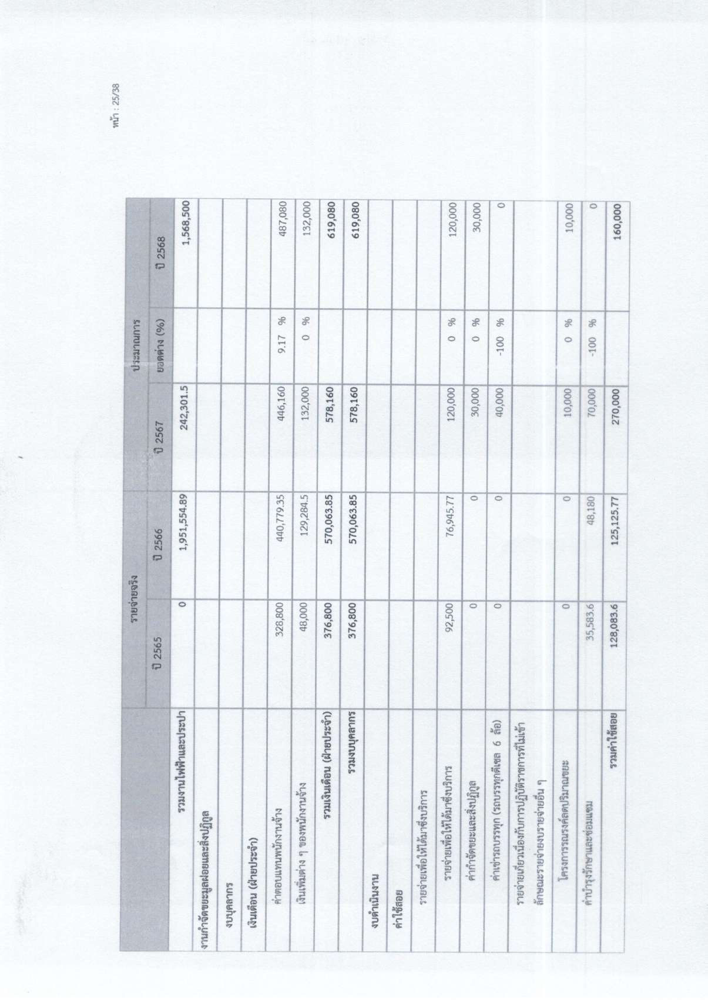 หน้า : 25/38
รายจ่ายจริง ประมาณการ
ปี 2565 ปี 2566 ปี 2567 ยอดต่าง (%) ปี 2568
รวมงานไฟฟ้าและประปา 0 1,951,554.89 242,301.5 1,568,500
งานกำจัดขยะมูลฝอยและสิ่งปฏิกูล
งบบุคลากร
เงินเดือน (ฝ่ายประจำ)
ค่าตอบแทนพนักงานจ้าง 328,800 440,779.35 446,160 9.17 % 487,080
เงินเพิ่มต่าง ๆ ของพนักงานจ้าง 48,000 129,284.5 132,000 0 % 132,000
รวมเงินเดือน (ฝ่ายประจำ) 376,800 570,063.85 578,160 619,080
รวมงบบุคลากร 376,800 570,063.85 578,160 619,080
งบดำเนินงาน
ค่าใช้สอย
รายจ่ายเพื่อให้ได้มาซึ่งบริการ
รายจ่ายเพื่อให้ได้มาซึ่งบริการ 92,500 76,945.77 120,000 0 % 120,000
ค่ากำจัดขยะและสิ่งปฏิกูล 0 0 30,000 0 % 30,000
ค่าเช่ารถบรรทุก (รถบรรทุกดีเซล 6 ล้อ) 0 0 40,000 -100 % 0
รายจ่ายเกี่ยวเนื่องกับการปฏิบัติราชการที่ไม่เข้า
ลักษณะรายจ่ายงบรายจ่ายอื่น ๆ
โครงการรณรงค์ลดปริมาณขยะ 0 0 10,000 0 % 10,000
ค่าบำรุงรักษาและซ่อมแซม 35,583.6 48,180 70,000 -100 % 0
รวมค่าใช้สอย 128,083.6 125,125.77 270,000 160,000